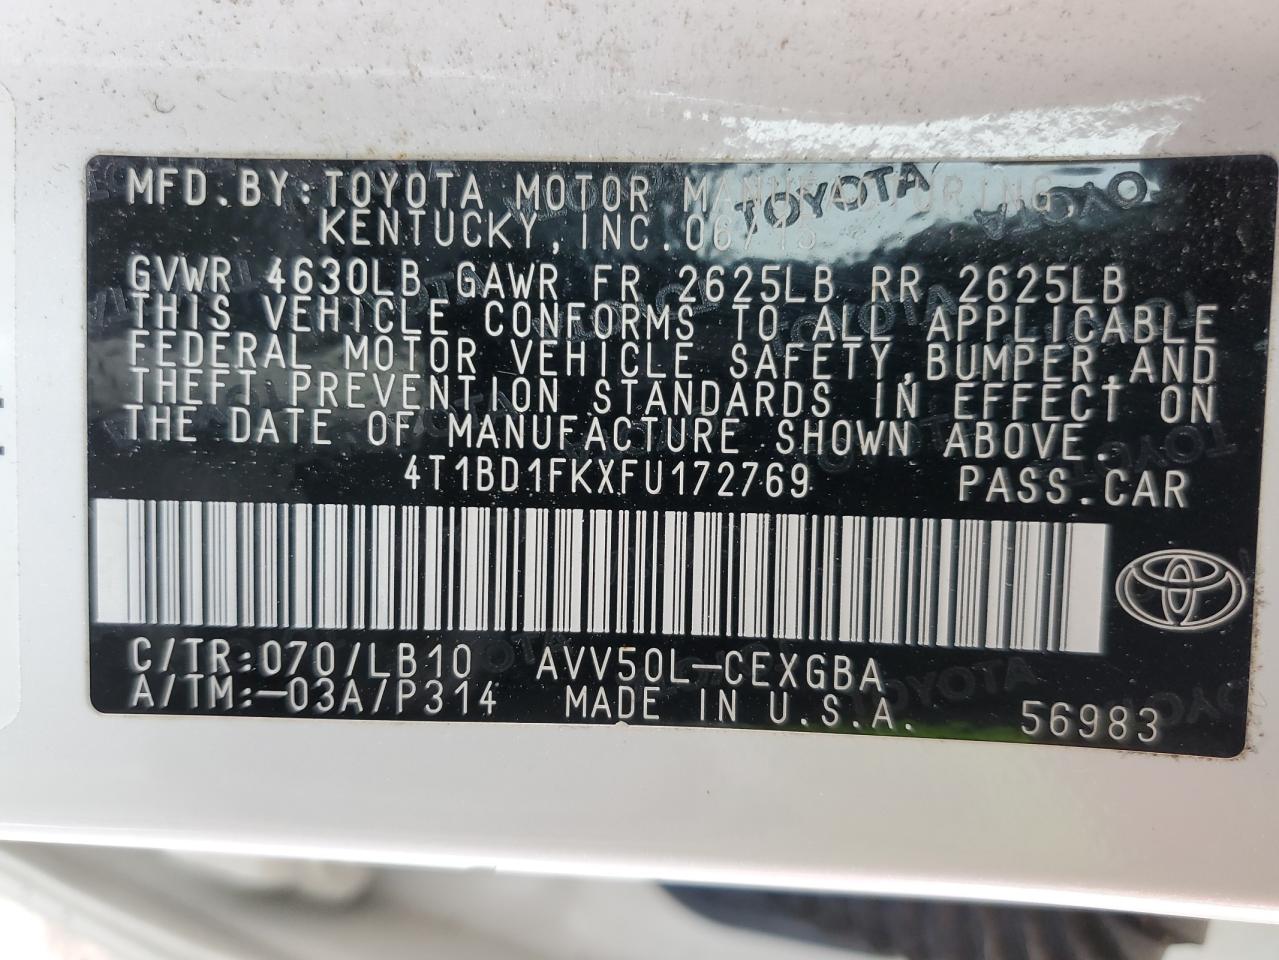 MFD.BY:TOYOTA MOTOR MANUFACTURING,
KENTUCKY,INC.06/15
GVWR 4630LB GAWR FR 2625LB RR 2625LB
THIS VEHICLE CONFORMS TO ALL APPLICABLE
FEDERAL MOTOR VEHICLE SAFETY,BUMPER,AND
THEFT PREVENTION STANDARDS IN EFFECT ON
THE DATE OF MANUFACTURE SHOWN ABOVE.
4T1BD1FKXFU172769 PASS.CAR
C/TR:070/LB10 AVV50L-CEXGBA
A/TM:-03A/P314 MADE IN U.S.A. 56983